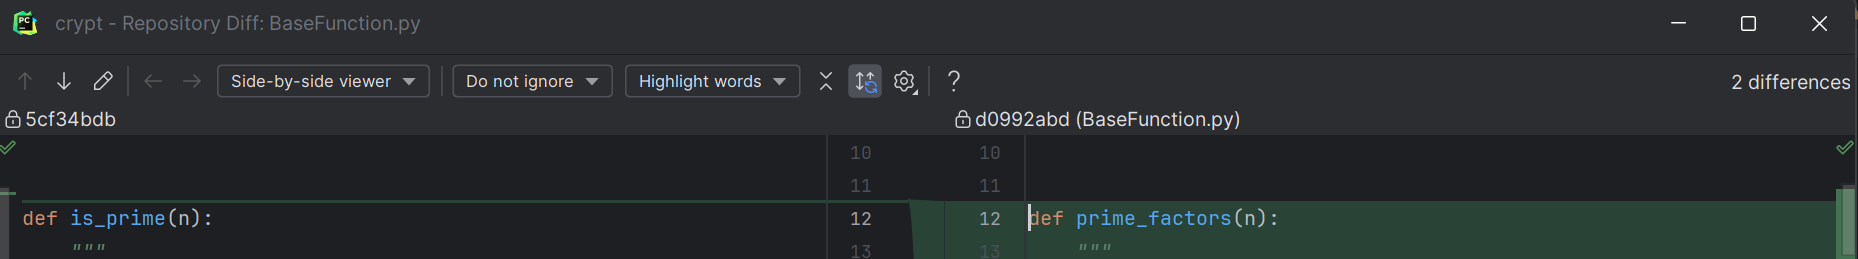 PC crypt - Repository Diff: BaseFunction.py
Side-by-side viewer Do not ignore Highlight words ? 2 differences
5cf34bdb d0992abd (BaseFunction.py)
10 10
11 11
def is_prime(n): 12 12 def prime_factors(n):
""" 13 13 """